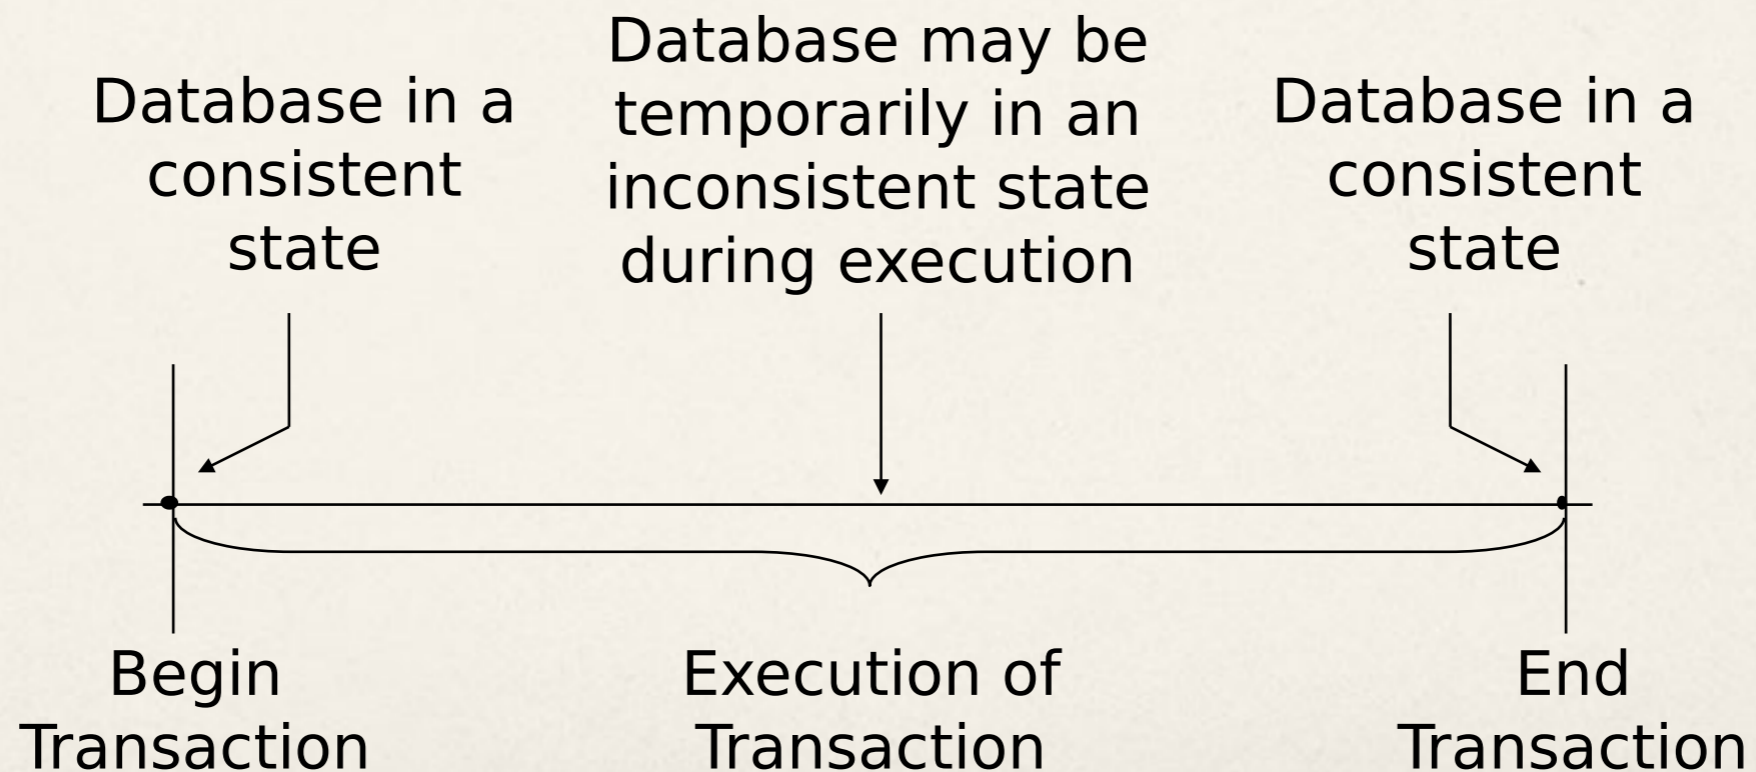 Database in a
consistent
state
Database may be
temporarily in an
inconsistent state
during execution
Database in a
consistent
state
Begin
Transaction
Execution of
Transaction
End
Transaction